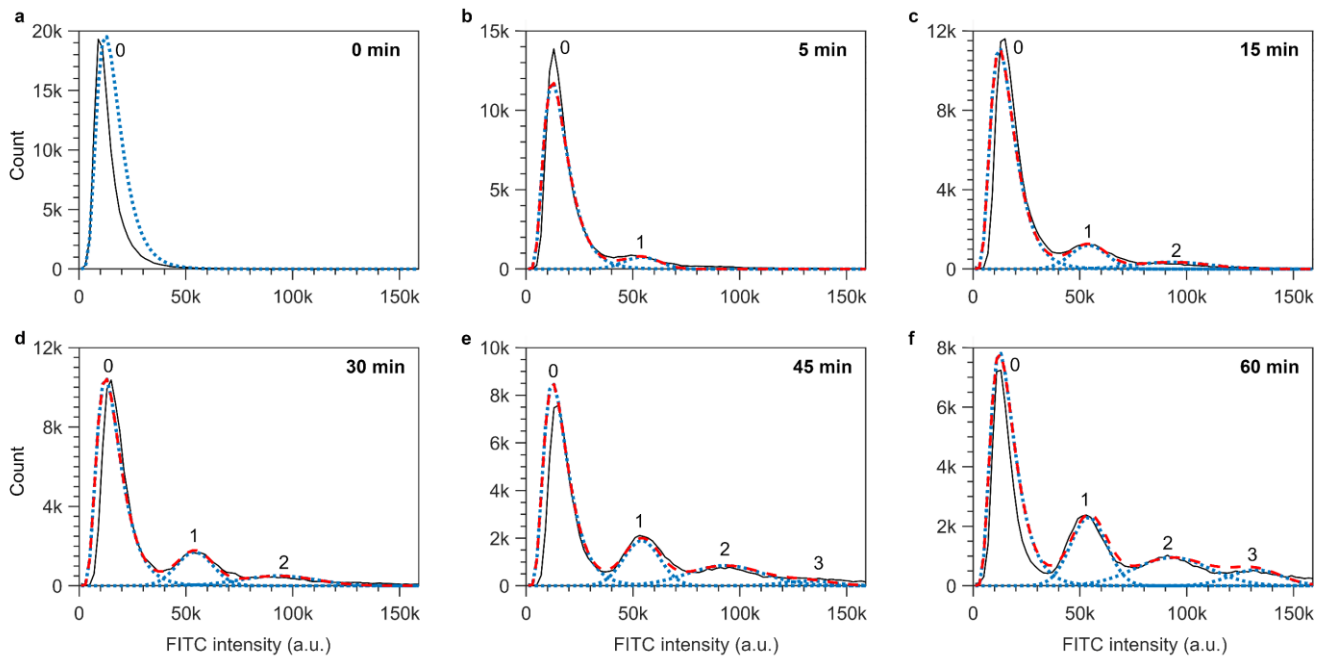 a
20k
15k
10k
5k
0
Count
0
0 min
0
50k
100k
150k
b
15k
10k
5k
0
0
1
5 min
0
50k
100k
150k
c
12k
8k
4k
0
0
1
2
15 min
0
50k
100k
150k
d
12k
8k
4k
0
Count
0
1
2
30 min
0
50k
100k
150k
FITC intensity (a.u.)
e
10k
8k
6k
4k
2k
0
0
1
2
3
45 min
0
50k
100k
150k
FITC intensity (a.u.)
f
8k
6k
4k
2k
0
0
1
2
3
60 min
0
50k
100k
150k
FITC intensity (a.u.)